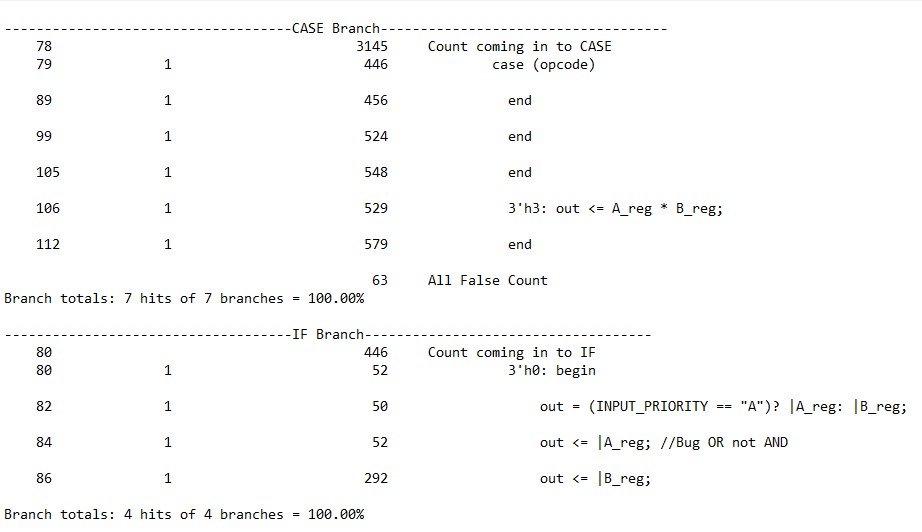 ------------------------------------CASE Branch------------------------------------
78 3145 Count coming in to CASE
79 1 446 case (opcode)
89 1 456 end
99 1 524 end
105 1 548 end
106 1 529 3'h3: out <= A_reg * B_reg;
112 1 579 end
63 All False Count
Branch totals: 7 hits of 7 branches = 100.00%
------------------------------------IF Branch------------------------------------
80 446 Count coming in to IF
80 1 52 3'h0: begin
82 1 50 out = (INPUT_PRIORITY == "A")? |A_reg: |B_reg;
84 1 52 out <= |A_reg; //Bug OR not AND
86 1 292 out <= |B_reg;
Branch totals: 4 hits of 4 branches = 100.00%